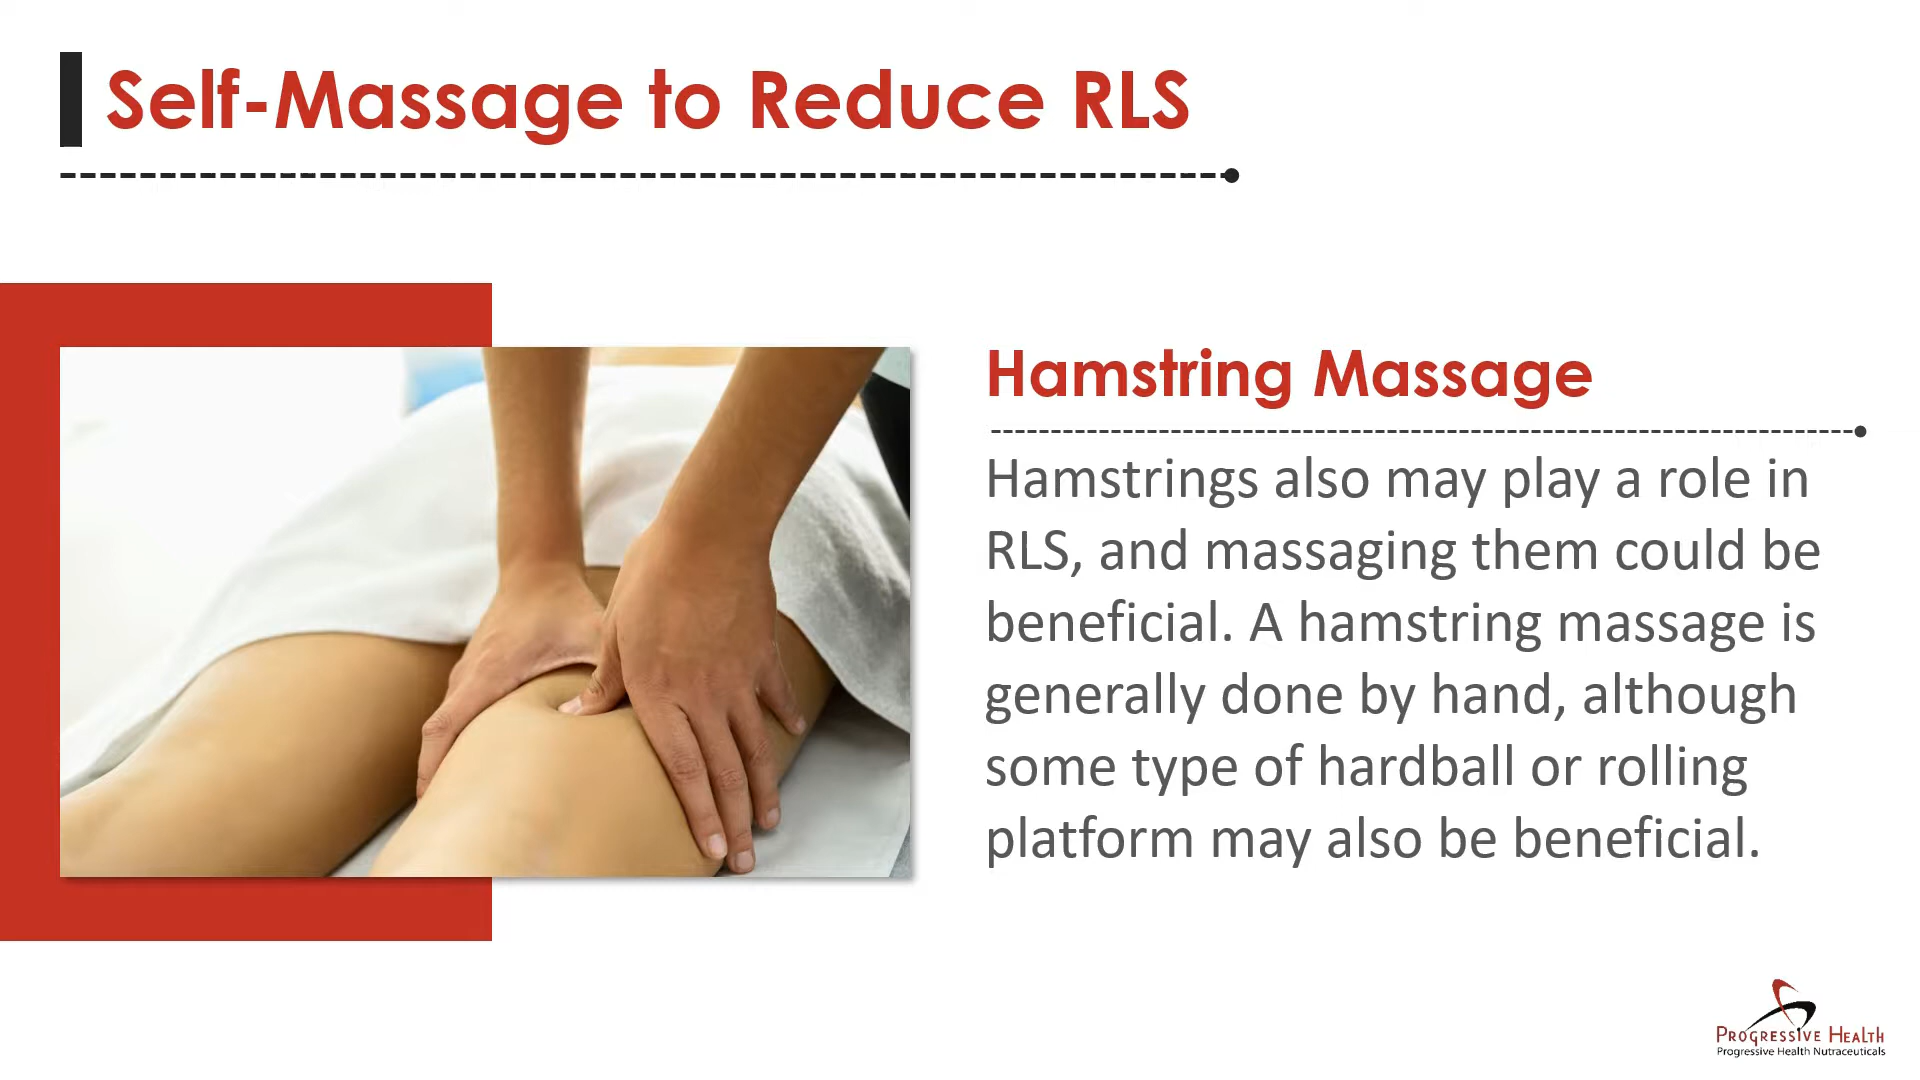 Self-Massage to Reduce RLS
Hamstring Massage
Hamstrings also may play a role in
RLS, and massaging them could be
beneficial. A hamstring massage is
generally done by hand, although
some type of hardball or rolling
platform may also be beneficial.
Progressive Health
Progressive Health Nutraceuticals